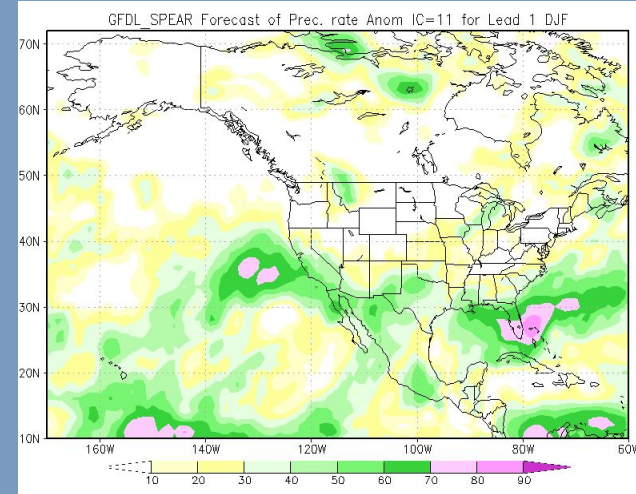 GFDL_SPEAR Forecast of Prec. rate Anom IC=11 for Lead 1 DJF
70N
60N
50N
40N
30N
20N
10N
160W 140W 120W 100W 80W 60W
10 20 30 40 50 60 70 80 90